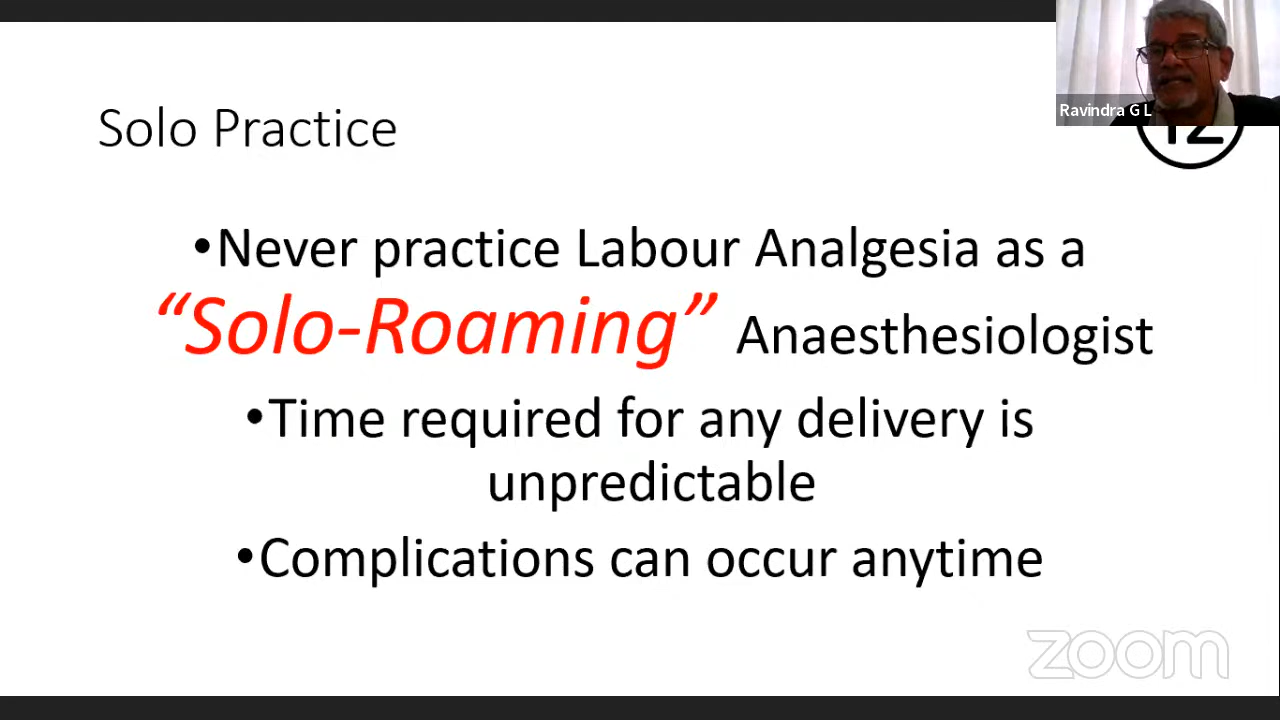 Ravindra G L
12
Solo Practice
•Never practice Labour Analgesia as a
“Solo-Roaming” Anaesthesiologist
•Time required for any delivery is
unpredictable
•Complications can occur anytime
zoom